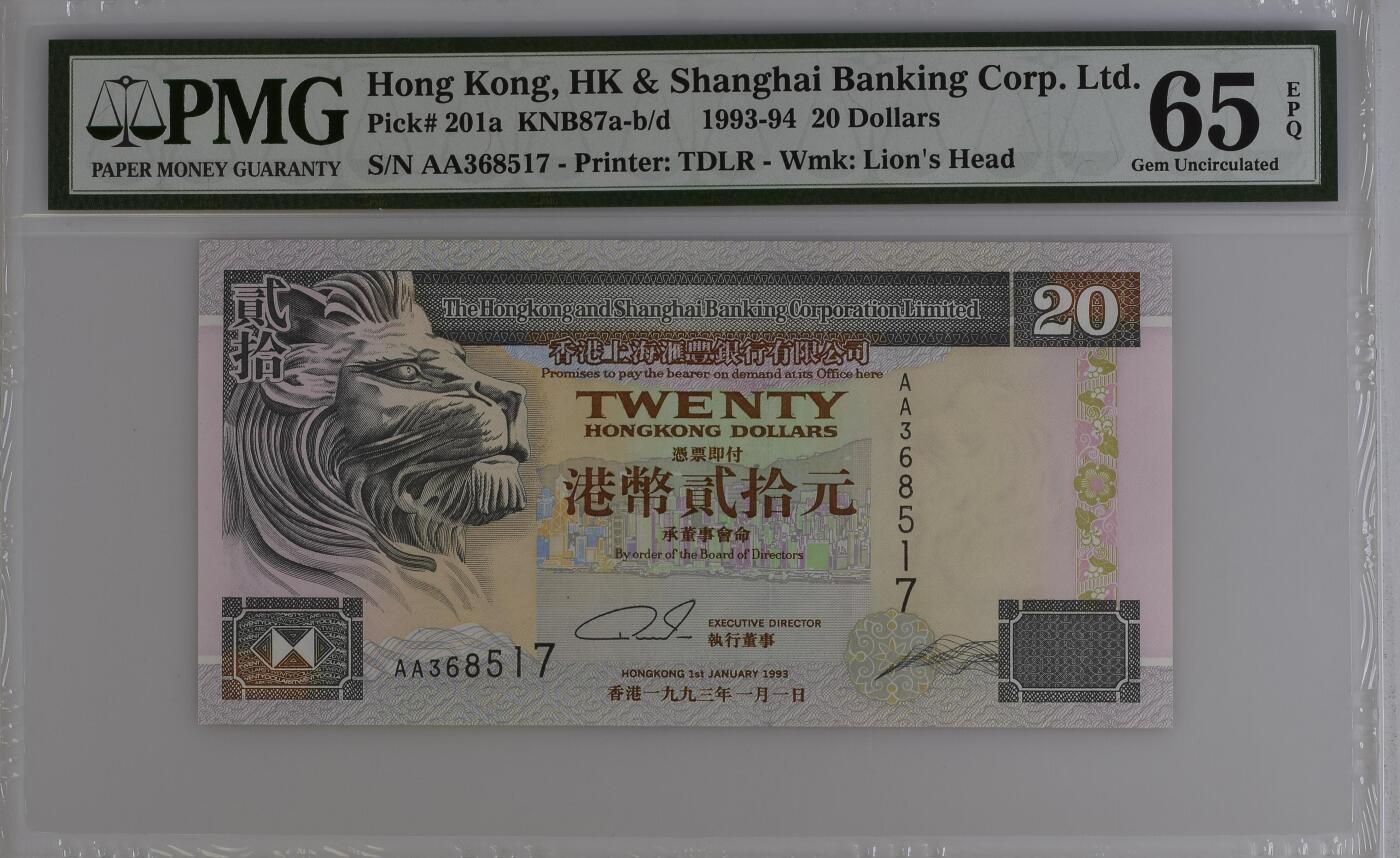 PMG
PAPER MONEY GUARANTY
Hong Kong, HK & Shanghai Banking Corp. Ltd.
Pick# 201a KNB87a-b/d 1993-94 20 Dollars
S/N AA368517 - Printer: TDLR - Wmk: Lion's Head
65
EPQ
Gem Uncirculated
貳拾
The Hongkong and Shanghai Banking Corporation Limited
20
香港上海滙豐銀行有限公司
Promises to pay the bearer on demand at its Office here
TWENTY
HONGKONG DOLLARS
憑票即付
港幣貳拾元
承董事會命
By order of the Board of Directors
AA368517
EXECUTIVE DIRECTOR
執行董事
AA368517
HONGKONG 1st JANUARY 1993
香港一九九三年一月一日